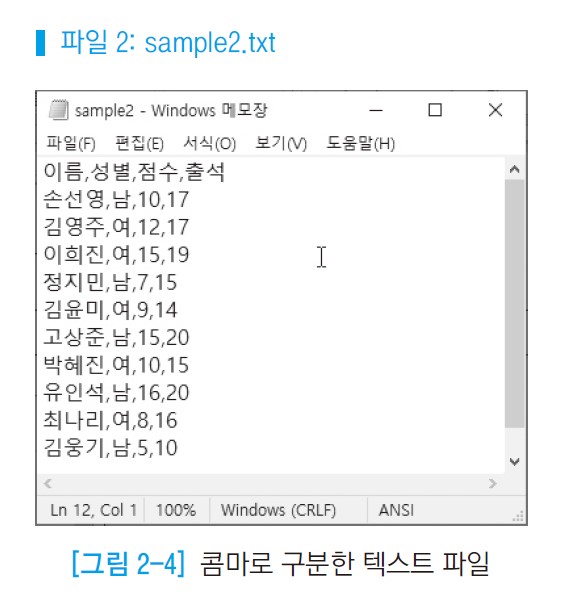 파일 2: sample2.txt
sample2 - Windows 메모장
파일(F) 편집(E) 서식(O) 보기(V) 도움말(H)
이름,성별,점수,출석
손선영,남,10,17
김영주,여,12,17
이희진,여,15,19
정지민,남,7,15
김윤미,여,9,14
고상준,남,15,20
박혜진,여,10,15
유인석,남,16,20
최나리,여,8,16
김웅기,남,5,10
Ln 12, Col 1 100% Windows (CRLF) ANSI
[그림 2-4] 콤마로 구분한 텍스트 파일